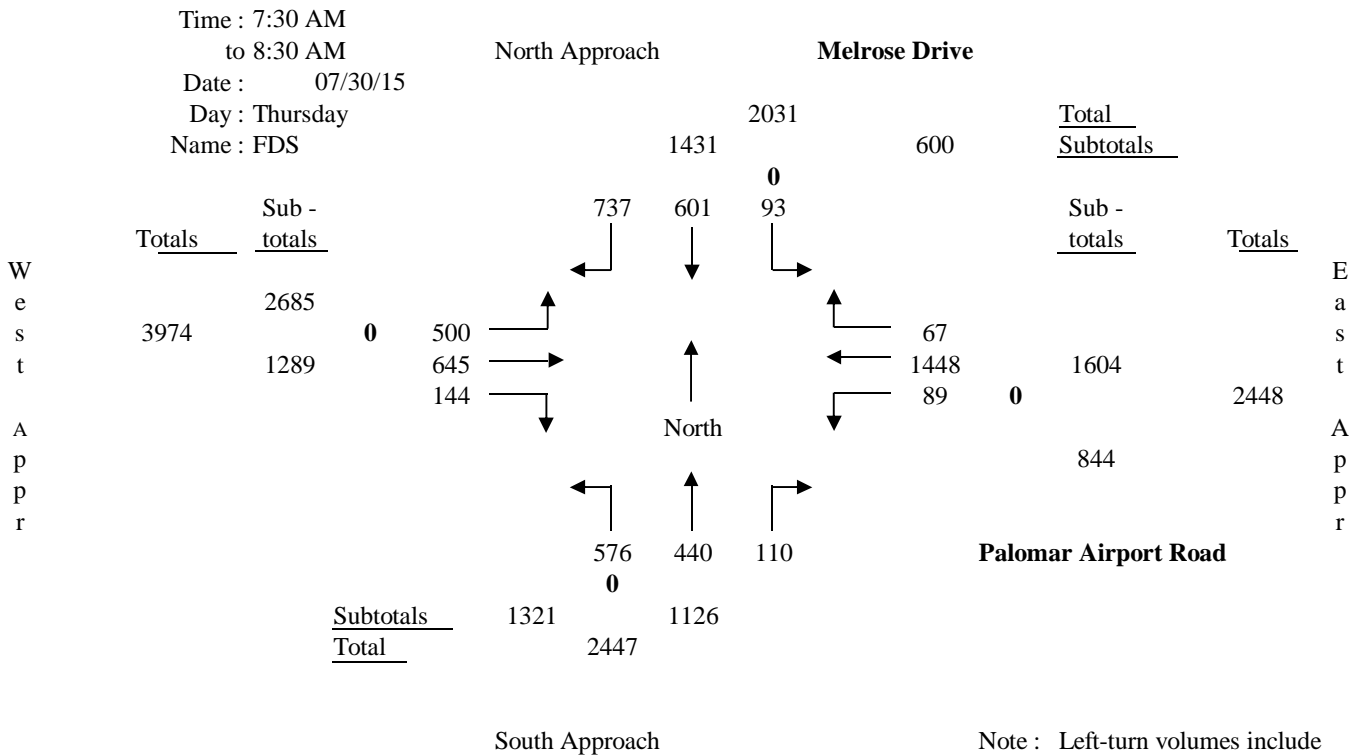 Time : 7:30 AM
to 8:30 AM North Approach Melrose Drive
Date : 07/30/15
Day : Thursday 2031 Total
Name : FDS 1431 600 Subtotals
0
Sub - 737 601 93 Sub -
Totals totals totals Totals
W E
e 2685 a
s 3974 0 500 67 s
t 1289 645 1448 1604 t
144 89 0 2448
A North A
p 844 p
p p
r r
576 440 110 Palomar Airport Road
0
Subtotals 1321 1126
Total 2447
South Approach Note : Left-turn volumes include